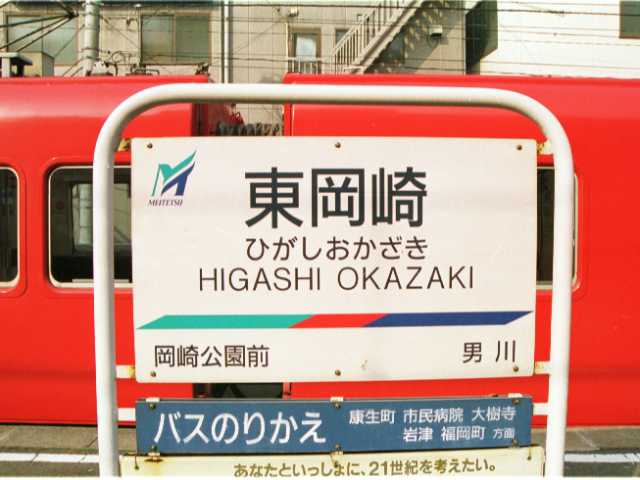 MEITETSU
東岡崎
ひがしおかざき
HIGASHI OKAZAKI
岡崎公園前
男川
バスのりかえ
康生町 市民病院 大樹寺
岩津 福岡町 方面
あなたといっしょに、21世紀を考えたい。